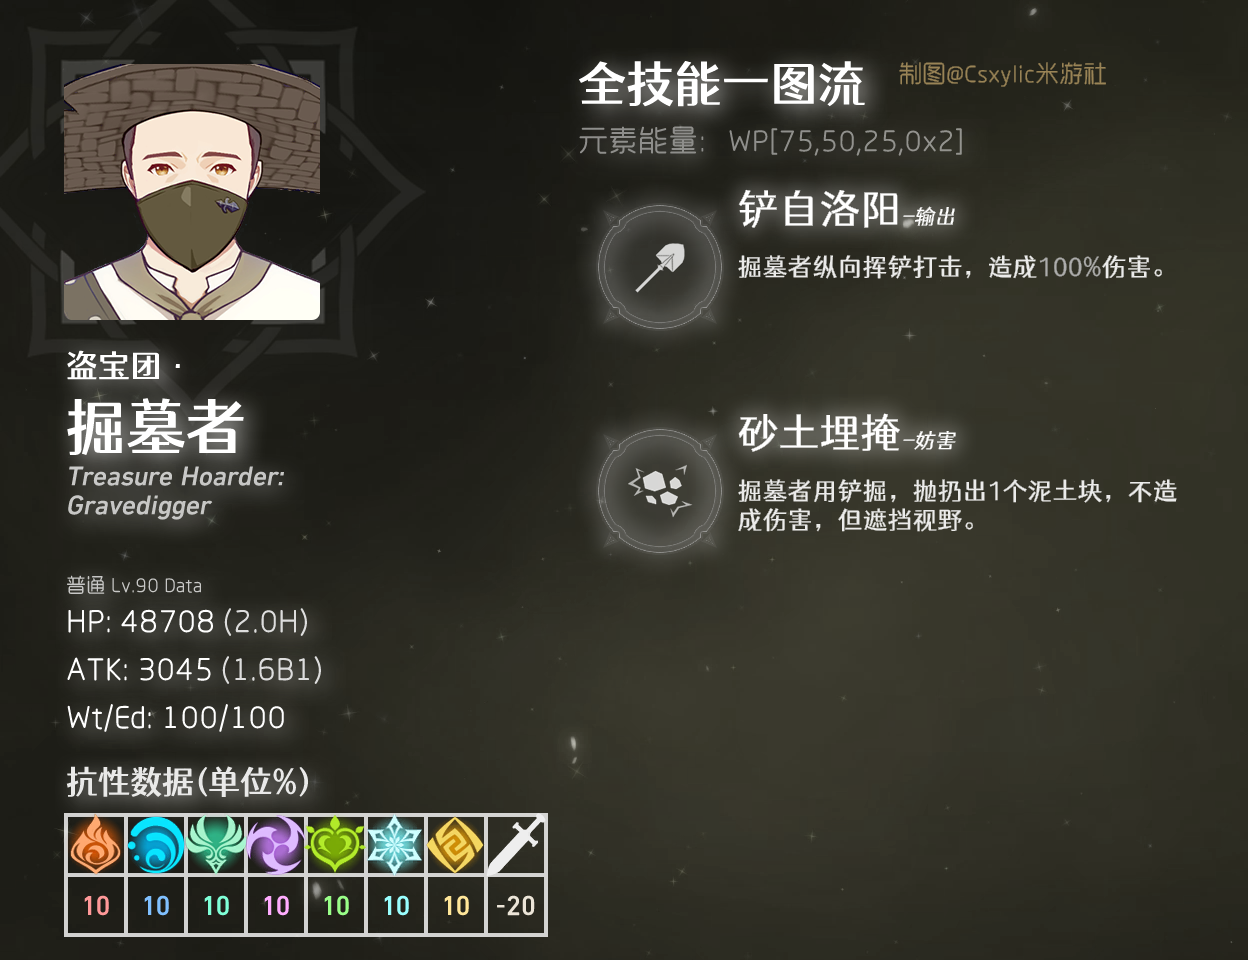 全技能一图流
制图@Csxylic米游社
元素能量: WP[75,50,25,0x2]
铲自洛阳-输出
掘墓者纵向挥铲打击，造成100%伤害。
砂土埋掩-妨害
掘墓者用铲掘，抛扔出1个泥土块，不造
成伤害，但遮挡视野。
盗宝团·
掘墓者
Treasure Hoarder:
Gravedigger
普通 Lv.90 Data
HP: 48708 (2.0H)
ATK: 3045 (1.6B1)
Wt/Ed: 100/100
抗性数据(单位%)
10 10 10 10 10 10 10 -20